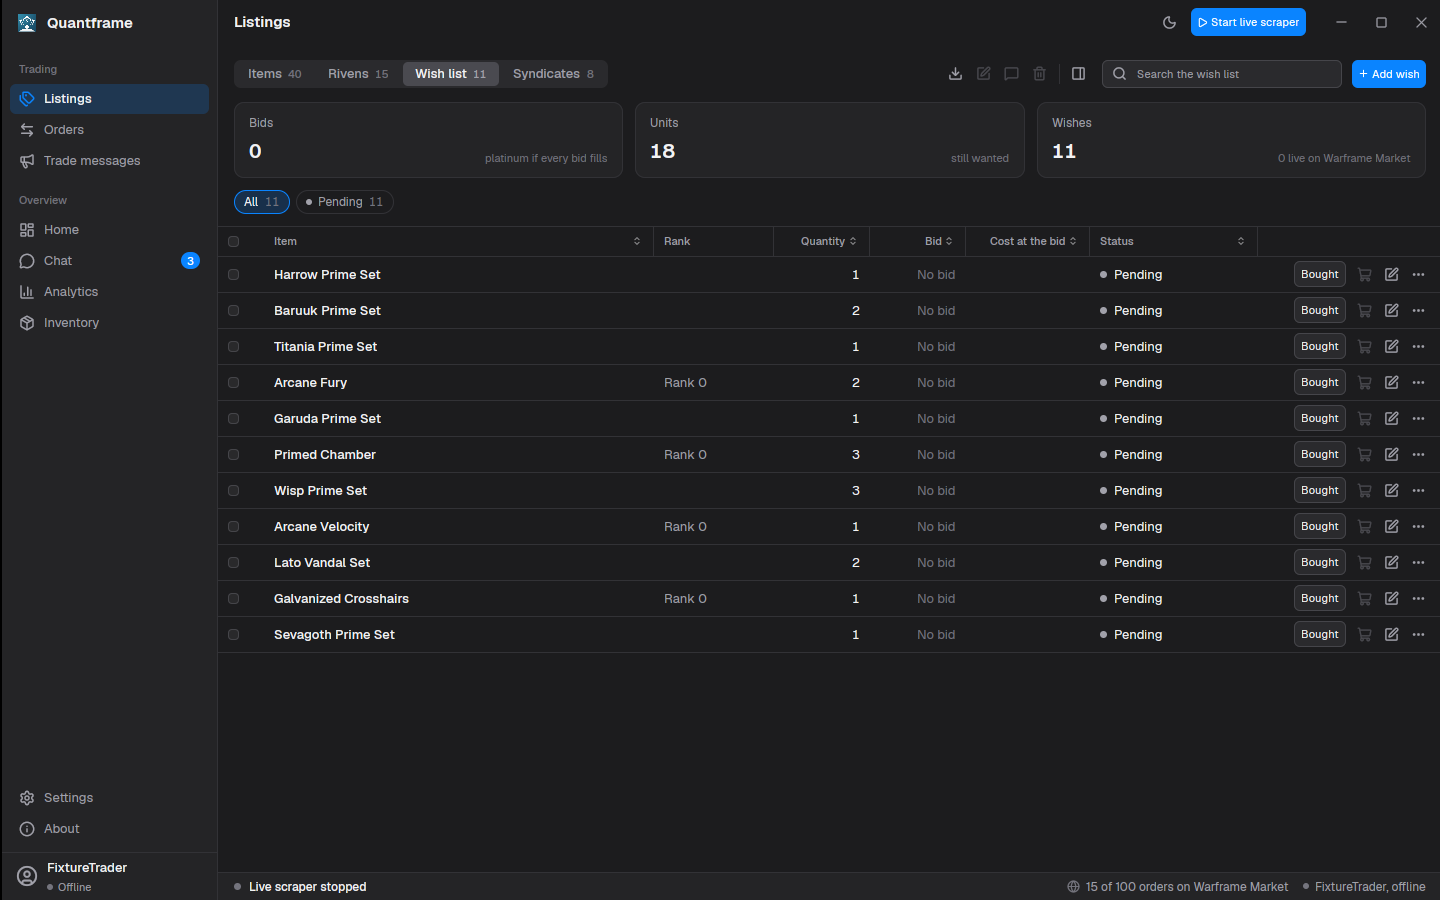 Quantframe
Listings
Start live scraper
Trading
Listings
Orders
Trade messages
Overview
Home
Chat 3
Analytics
Inventory
Settings
About
FixtureTrader
Offline
Items 40 Rivens 15 Wish list 11 Syndicates 8
Search the wish list
+ Add wish
Bids
0
platinum if every bid fills
Units
18
still wanted
Wishes
11
0 live on Warframe Market
All 11 Pending 11
Item Rank Quantity Bid Cost at the bid Status
Harrow Prime Set 1 No bid Pending Bought
Baruuk Prime Set 2 No bid Pending Bought
Titania Prime Set 1 No bid Pending Bought
Arcane Fury Rank 0 2 No bid Pending Bought
Garuda Prime Set 1 No bid Pending Bought
Primed Chamber Rank 0 3 No bid Pending Bought
Wisp Prime Set 3 No bid Pending Bought
Arcane Velocity Rank 0 1 No bid Pending Bought
Lato Vandal Set 2 No bid Pending Bought
Galvanized Crosshairs Rank 0 1 No bid Pending Bought
Sevagoth Prime Set 1 No bid Pending Bought
Live scraper stopped
15 of 100 orders on Warframe Market
FixtureTrader, offline